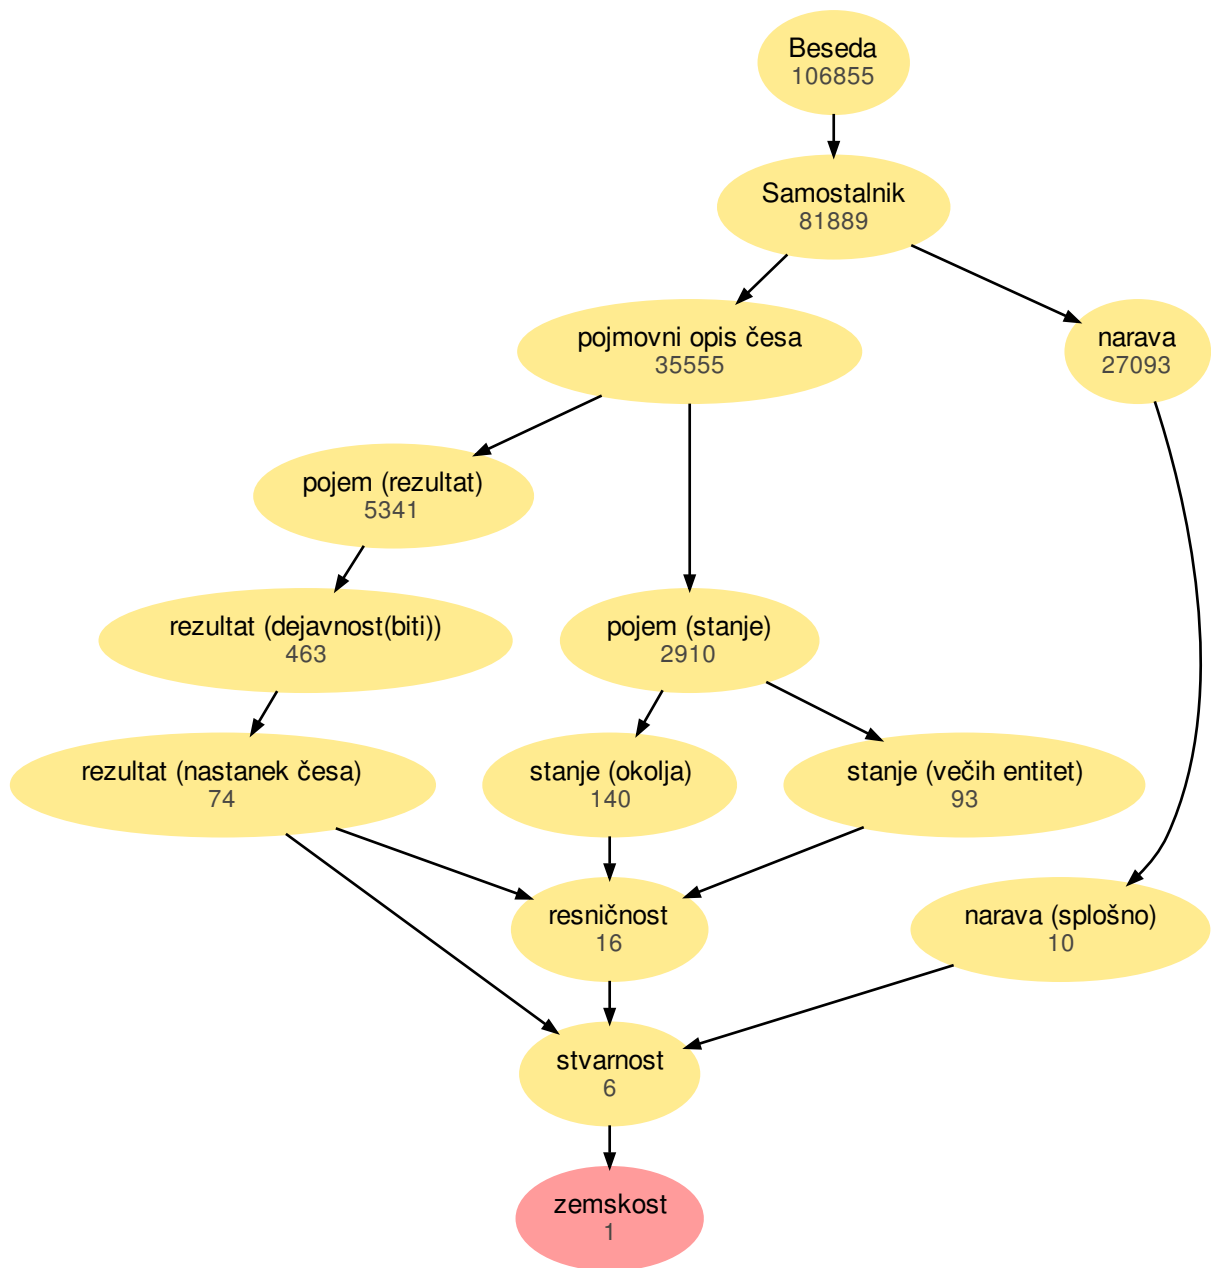 Beseda
106855
Samostalnik
81889
pojmovni opis česa
35555
narava
27093
pojem (rezultat)
5341
rezultat (dejavnost(biti))
463
pojem (stanje)
2910
rezultat (nastanek česa)
74
stanje (okolja)
140
stanje (večih entitet)
93
resničnost
16
narava (splošno)
10
stvarnost
6
zemskost
1